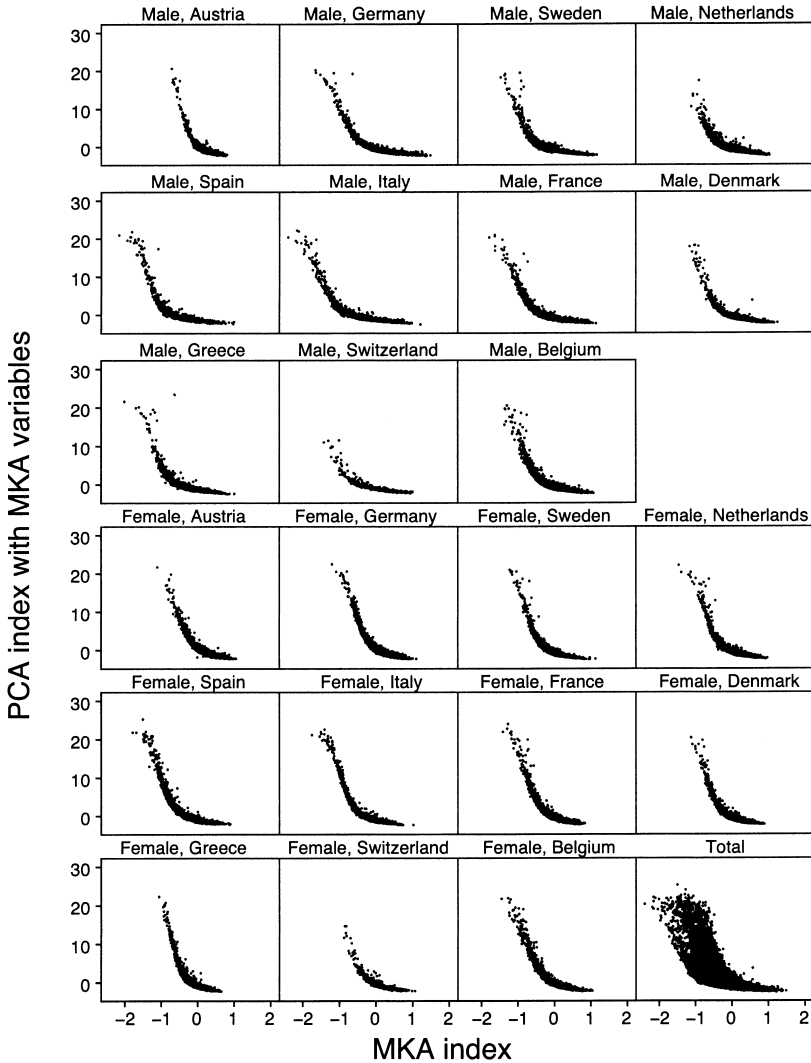 Male, Austria Male, Germany Male, Sweden Male, Netherlands
30
20
10
0
Male, Spain Male, Italy Male, France Male, Denmark
30
20
10
0
Male, Greece Male, Switzerland Male, Belgium
30
20
10
0
PCA index with MKA variables
Female, Austria Female, Germany Female, Sweden Female, Netherlands
30
20
10
0
Female, Spain Female, Italy Female, France Female, Denmark
30
20
10
0
Female, Greece Female, Switzerland Female, Belgium Total
30
20
10
0
−2 −1 0 1 2 −2 −1 0 1 2 −2 −1 0 1 2 −2 −1 0 1 2
MKA index